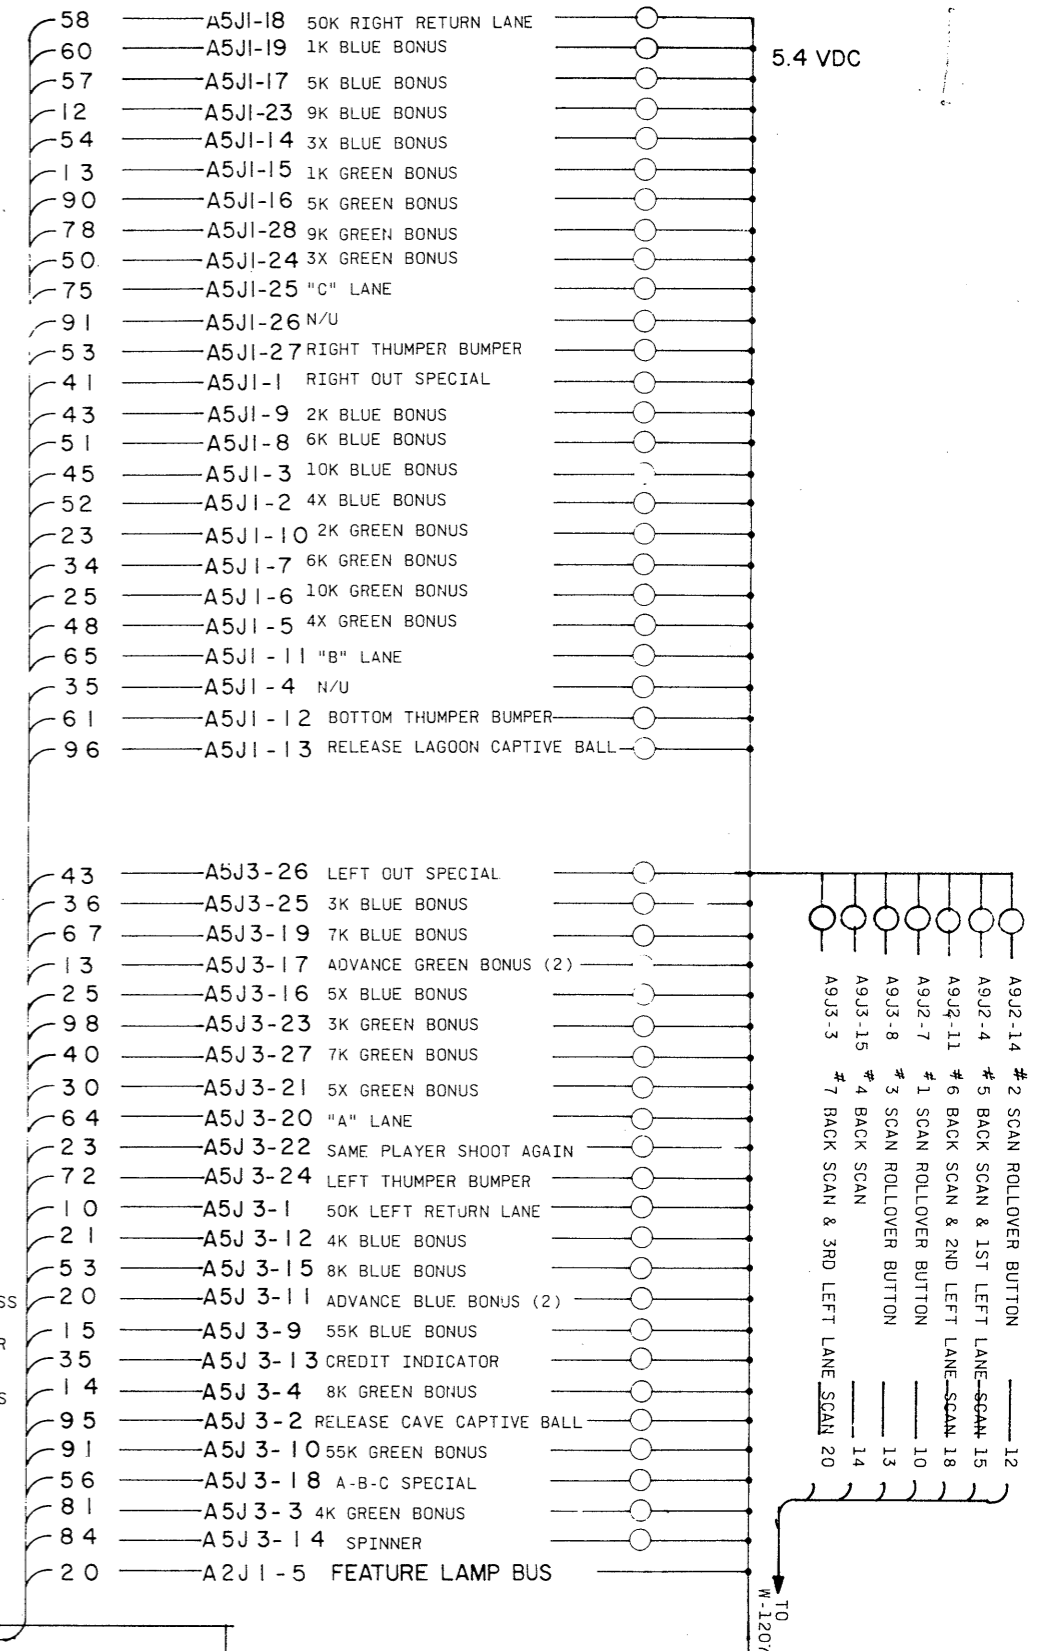 58 A5J1-18 50K RIGHT RETURN LANE
60 A5J1-19 1K BLUE BONUS
5.4 VDC
57 A5J1-17 5K BLUE BONUS
12 A5J1-23 9K BLUE BONUS
54 A5J1-14 3X BLUE BONUS
13 A5J1-15 1K GREEN BONUS
90 A5J1-16 5K GREEN BONUS
78 A5J1-28 9K GREEN BONUS
50 A5J1-24 3X GREEN BONUS
75 A5J1-25 "C" LANE
91 A5J1-26 N/U
53 A5J1-27 RIGHT THUMPER BUMPER
41 A5J1-1 RIGHT OUT SPECIAL
43 A5J1-9 2K BLUE BONUS
51 A5J1-8 6K BLUE BONUS
45 A5J1-3 10K BLUE BONUS
52 A5J1-2 4X BLUE BONUS
23 A5J1-10 2K GREEN BONUS
34 A5J1-7 6K GREEN BONUS
25 A5J1-6 10K GREEN BONUS
48 A5J1-5 4X GREEN BONUS
65 A5J1-11 "B" LANE
35 A5J1-4 N/U
61 A5J1-12 BOTTOM THUMPER BUMPER
96 A5J1-13 RELEASE LAGOON CAPTIVE BALL
43 A5J3-26 LEFT OUT SPECIAL
36 A5J3-25 3K BLUE BONUS
67 A5J3-19 7K BLUE BONUS
13 A5J3-17 ADVANCE GREEN BONUS (2)
25 A5J3-16 5X BLUE BONUS
98 A5J3-23 3K GREEN BONUS
40 A5J3-27 7K GREEN BONUS
30 A5J3-21 5X GREEN BONUS
64 A5J3-20 "A" LANE
23 A5J3-22 SAME PLAYER SHOOT AGAIN
72 A5J3-24 LEFT THUMPER BUMPER
10 A5J3-1 50K LEFT RETURN LANE
21 A5J3-12 4K BLUE BONUS
53 A5J3-15 8K BLUE BONUS
SS
20 A5J3-11 ADVANCE BLUE BONUS (2)
15 A5J3-9 55K BLUE BONUS
R
35 A5J3-13 CREDIT INDICATOR
14 A5J3-4 8K GREEN BONUS
S
95 A5J3-2 RELEASE CAVE CAPTIVE BALL
91 A5J3-10 55K GREEN BONUS
56 A5J3-18 A-B-C SPECIAL
81 A5J3-3 4K GREEN BONUS
84 A5J3-14 SPINNER
20 A2J1-5 FEATURE LAMP BUS
A9J2-14 #2 SCAN ROLLOVER BUTTON 12
A9J2-4 #5 BACK SCAN & 1ST LEFT LANE SCAN 15
A9J2-11 #6 BACK SCAN & 2ND LEFT LANE SCAN 18
A9J2-7 #1 SCAN ROLLOVER BUTTON 10
A9J3-8 #3 SCAN ROLLOVER BUTTON 13
A9J3-15 #4 BACK SCAN 14
A9J3-3 #7 BACK SCAN & 3RD LEFT LANE SCAN 20
TO
W-1207